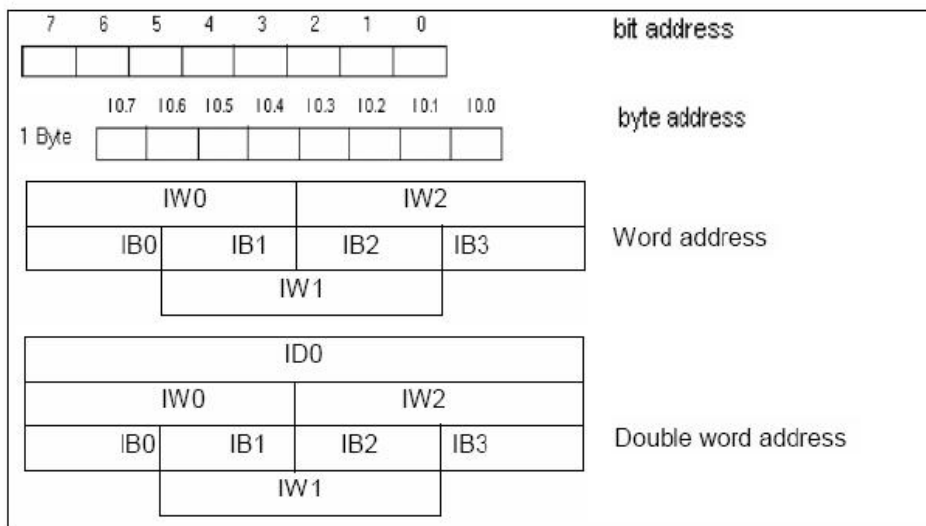 7 6 5 4 3 2 1 0 bit address
I0.7 I0.6 I0.5 I0.4 I0.3 I0.2 I0.1 I0.0
1 Byte byte address
IW0 IW2
IB0 IB1 IB2 IB3 Word address
IW1
ID0
IW0 IW2
IB0 IB1 IB2 IB3 Double word address
IW1